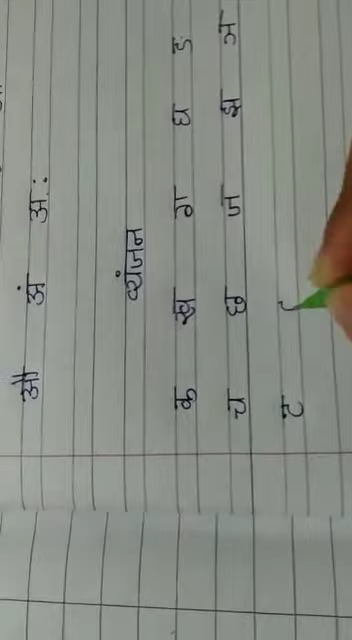 औ अं अः
व्यंजन
क ख ग घ ङ
च छ ज झ ञ
ट